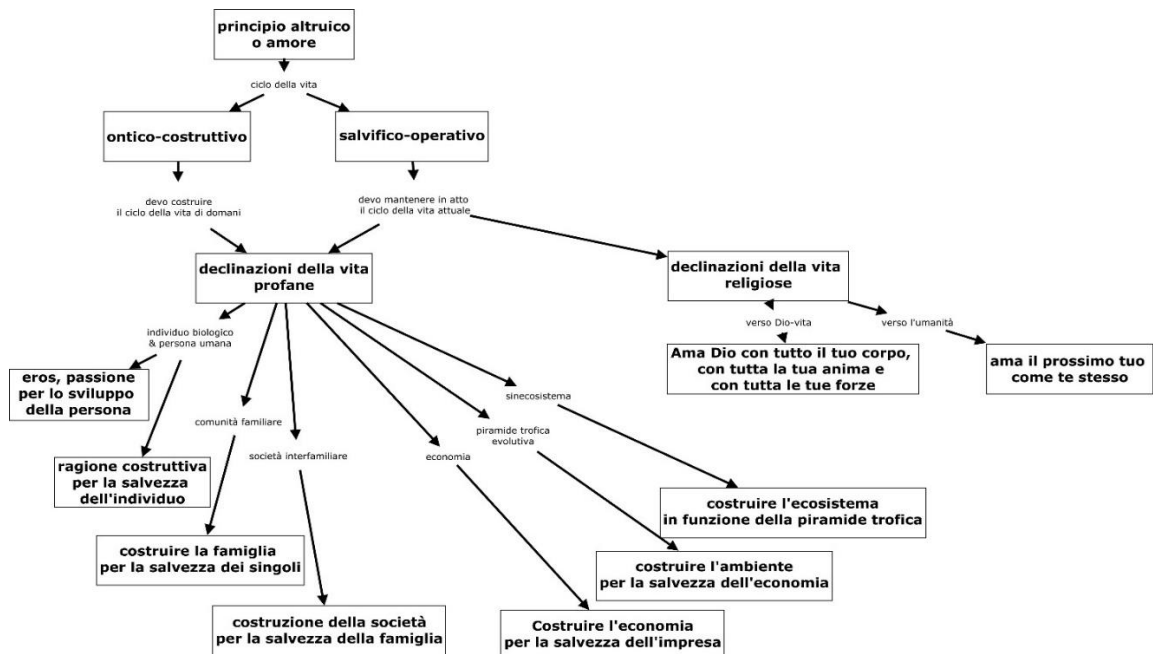 principio altruico
o amore
ciclo della vita
ontico-costruttivo
salvifico-operativo
devo costruire
il ciclo della vita di domani
devo mantenere in atto
il ciclo della vita attuale
declinazioni della vita
profane
declinazioni della vita
religiose
individuo biologico
& persona umana
verso Dio-vita
verso l'umanità
eros, passione
per lo sviluppo
della persona
Ama Dio con tutto il tuo corpo,
con tutta la tua anima e
con tutta le tue forze
ama il prossimo tuo
come te stesso
sinecosistema
comunità familiare
piramide trofica
evolutiva
società interfamiliare
economia
ragione costruttiva
per la salvezza
dell'individuo
costruire l'ecosistema
in funzione della piramide trofica
costruire la famiglia
per la salvezza dei singoli
costruire l'ambiente
per la salvezza dell'economia
costruzione della società
per la salvezza della famiglia
Costruire l'economia
per la salvezza dell'impresa